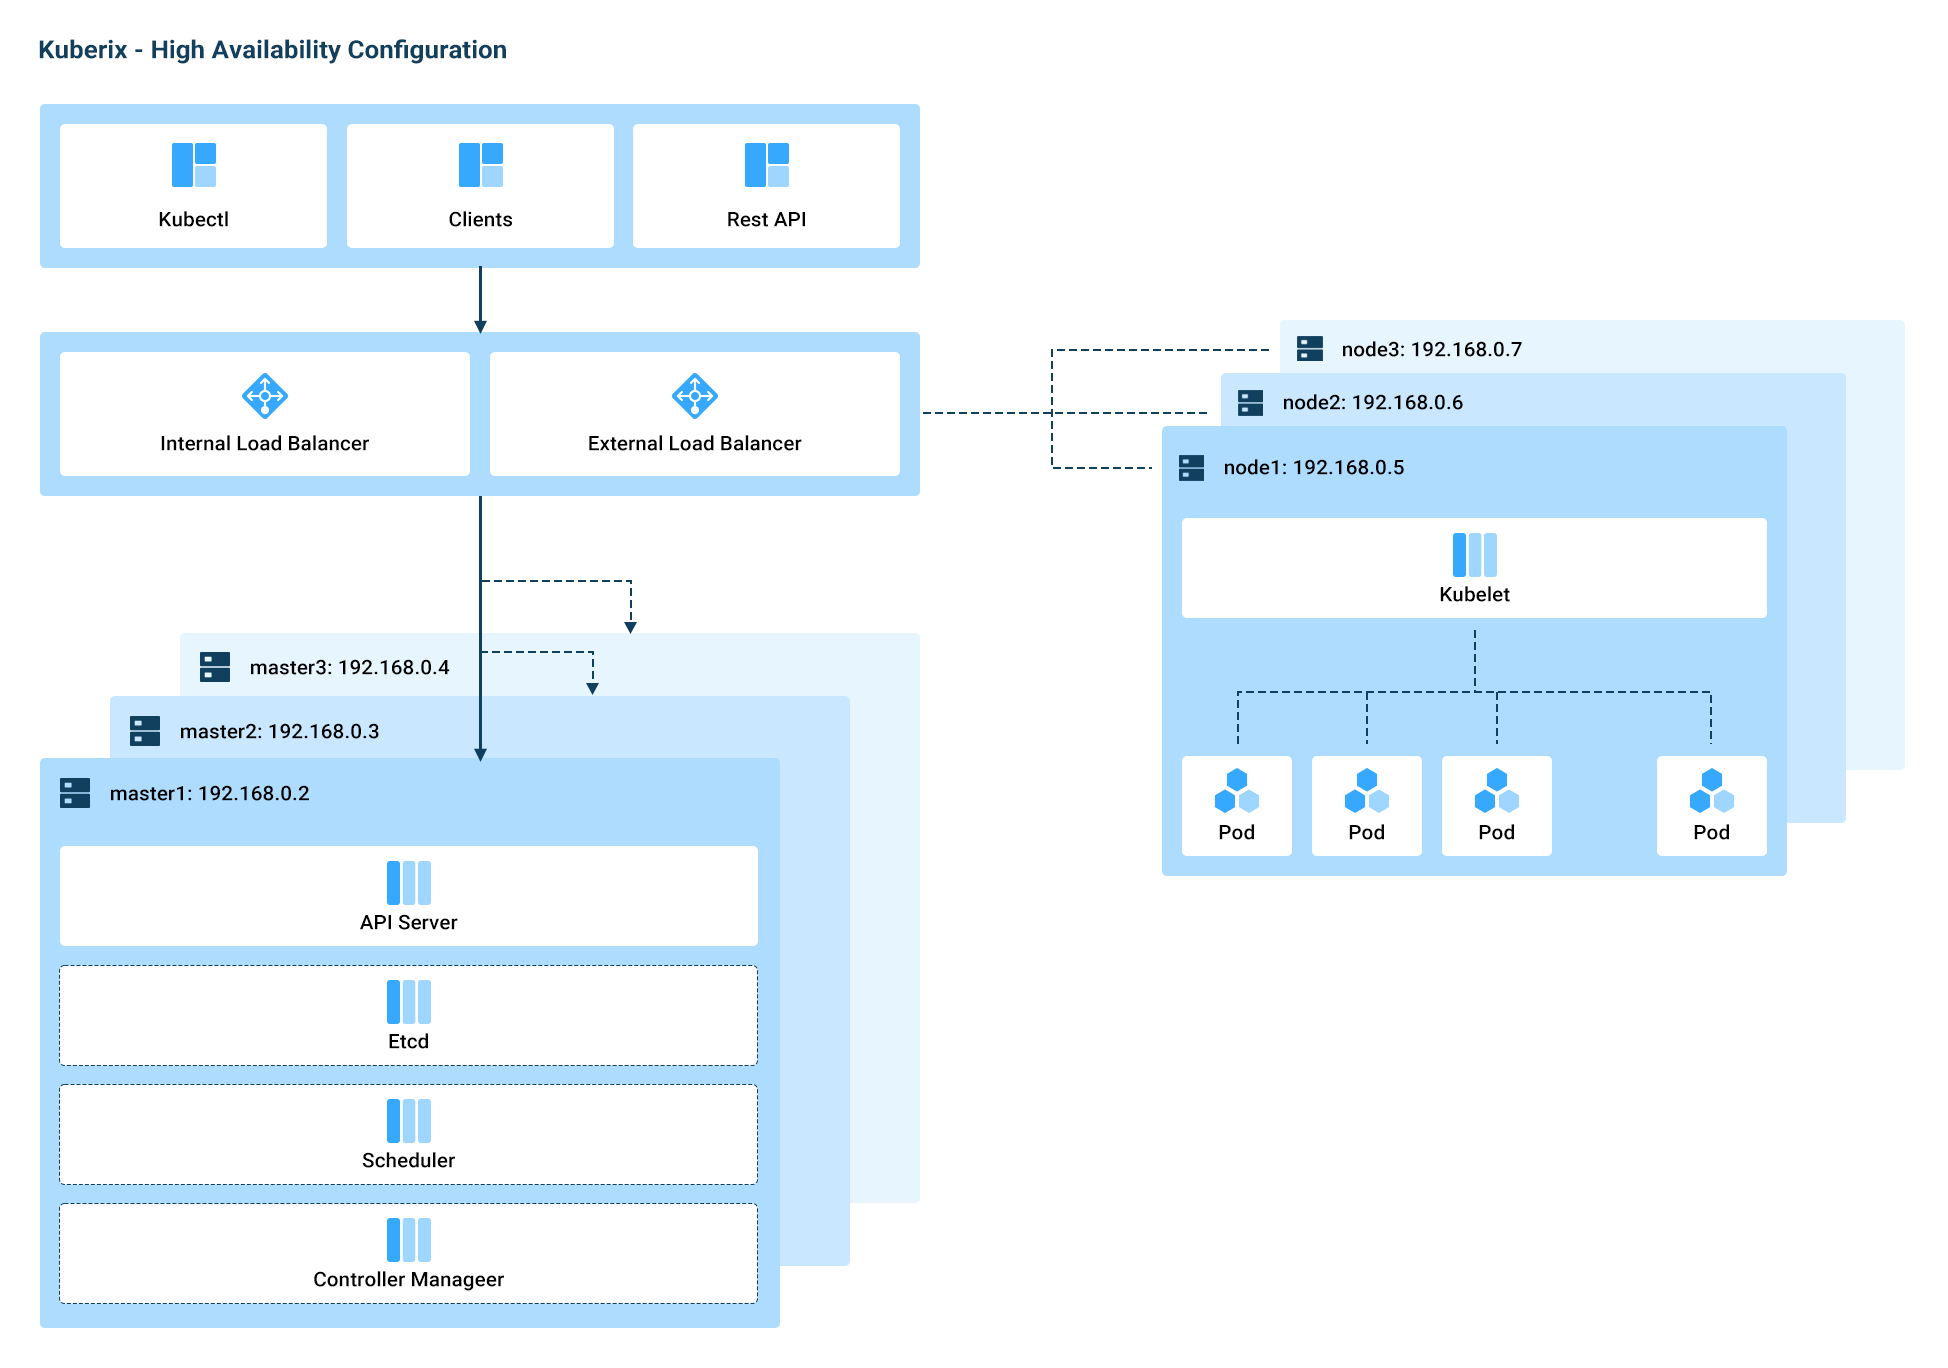 Kuberix - High Availability Configuration
Kubectl
Clients
Rest API
Internal Load Balancer
External Load Balancer
node3: 192.168.0.7
node2: 192.168.0.6
node1: 192.168.0.5
Kubelet
Pod
Pod
Pod
Pod
master3: 192.168.0.4
master2: 192.168.0.3
master1: 192.168.0.2
API Server
Etcd
Scheduler
Controller Manageer